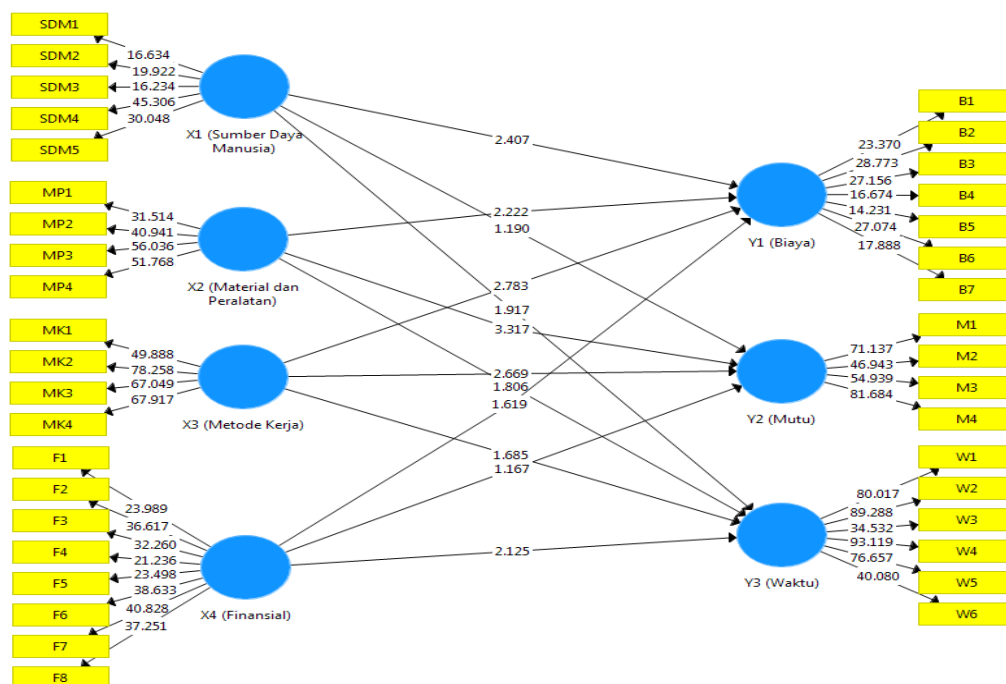 SDM1
SDM2
SDM3
SDM4
SDM5
16.634
19.922
16.234
45.306
30.048
X1 (Sumber Daya
Manusia)
MP1
MP2
MP3
MP4
31.514
40.941
56.036
51.768
X2 (Material dan
Peralatan)
MK1
MK2
MK3
MK4
49.888
78.258
67.049
67.917
X3 (Metode Kerja)
F1
F2
F3
F4
F5
F6
F7
F8
23.989
36.617
32.260
21.236
23.498
38.633
40.828
37.251
X4 (Finansial)
2.407
2.222
1.190
2.783
1.917
3.317
2.669
1.806
1.619
1.685
1.167
2.125
B1
B2
B3
B4
B5
B6
B7
23.370
28.773
27.156
16.674
14.231
27.074
17.888
Y1 (Biaya)
M1
M2
M3
M4
71.137
46.943
54.939
81.684
Y2 (Mutu)
W1
W2
W3
W4
W5
W6
80.017
89.288
34.532
93.119
76.657
40.080
Y3 (Waktu)